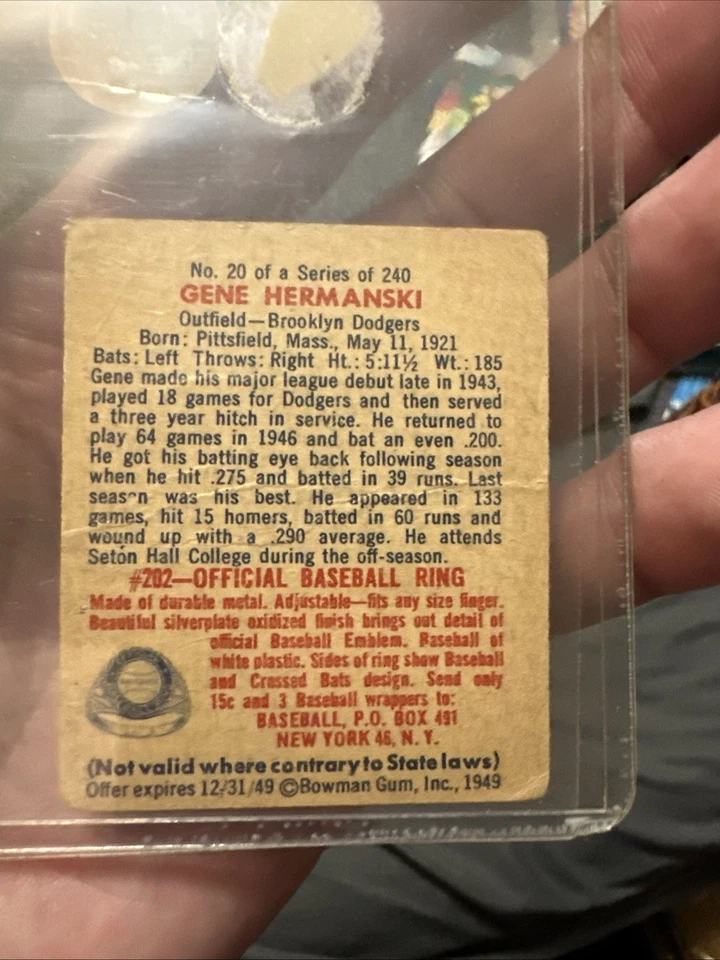 No. 20 of a Series of 240
GENE HERMANSKI
Outfield—Brooklyn Dodgers
Born: Pittsfield, Mass., May 11, 1921
Bats: Left Throws: Right Ht.: 5:11½ Wt.: 185
Gene made his major league debut late in 1943,
played 18 games for Dodgers and then served
a three year hitch in service. He returned to
play 64 games in 1946 and bat an even .200.
He got his batting eye back following season
when he hit .275 and batted in 39 runs. Last
season was his best. He appeared in 133
games, hit 15 homers, batted in 60 runs and
wound up with a .290 average. He attends
Seton Hall College during the off-season.
#202—OFFICIAL BASEBALL RING
Made of durable metal. Adjustable—fits any size finger.
Beautiful silverplate oxidized finish brings out detail of
official Baseball Emblem. Baseball of
white plastic. Sides of ring show Baseball
and Crossed Bats design. Send only
15c and 3 Baseball wrappers to:
BASEBALL, P.O. BOX 491
NEW YORK 46, N. Y.
(Not valid where contrary to State laws)
Offer expires 12/31/49 ©Bowman Gum, Inc., 1949